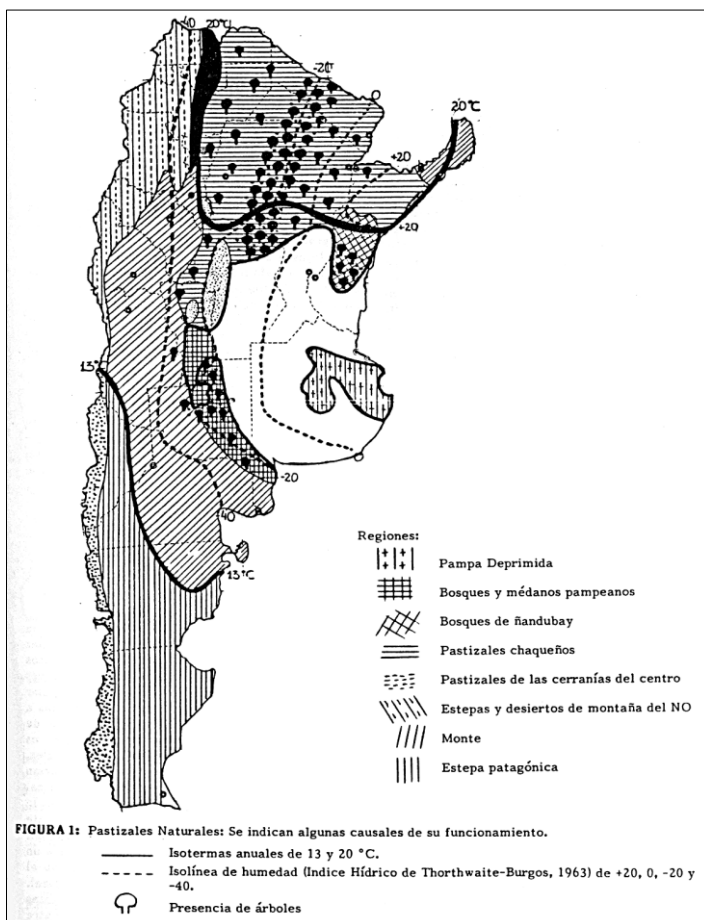 40 20°C
-20
0
20°C
+20
+20
13°C
-20
40
0
13°C
Regiones:
Pampa Deprimida
Bosques y médanos pampeanos
Bosques de ñandubay
Pastizales chaqueños
Pastizales de las cerranías del centro
Estepas y desiertos de montaña del NO
Monte
Estepa patagónica
FIGURA 1: Pastizales Naturales: Se indican algunas causales de su funcionamiento.
Isotermas anuales de 13 y 20 °C.
Isolínea de humedad (Indice Hídrico de Thorthwaite-Burgos, 1963) de +20, 0, -20 y
-40.
Presencia de árboles